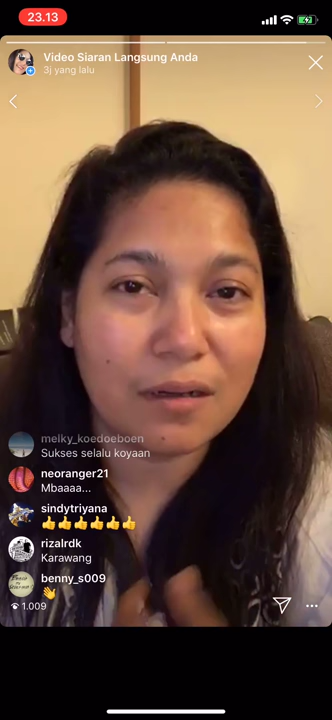 23.13
Video Siaran Langsung Anda
3j yang lalu
melky_koedoeboen
Sukses selalu koyaan
neoranger21
Mbaaaa...
sindytriyana
👍👍👍👍👍👍
rizalrdk
Karawang
benny_s009
👋
1.009